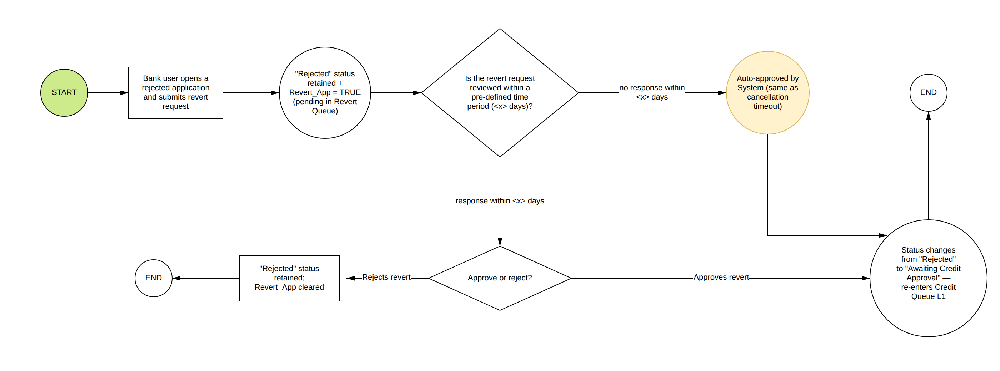 START
Bank user opens a
rejected application
and submits revert
request
"Rejected" status
retained +
Revert_App = TRUE
(pending in Revert
Queue)
Is the revert request
reviewed within a
pre-defined time
period (<x> days)?
no response within
<x> days
Auto-approved by
System (same as
cancellation
timeout)
END
response within <x> days
END
"Rejected" status
retained;
Revert_App cleared
Rejects revert
Approve or reject?
Approves revert
Status changes
from "Rejected"
to "Awaiting Credit
Approval" —
re-enters Credit
Queue L1